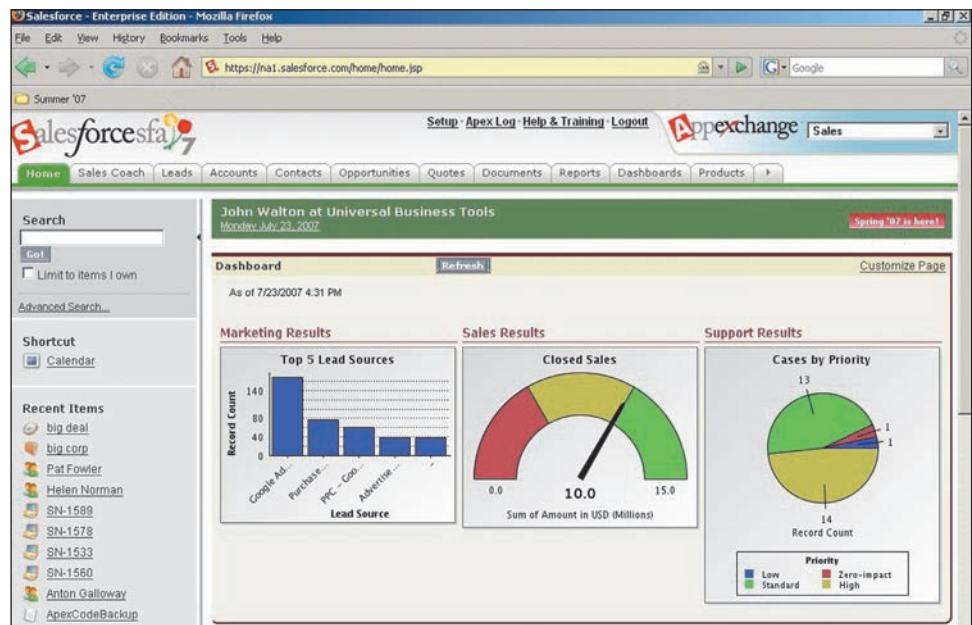 Salesforce - Enterprise Edition - Mozilla Firefox
File Edit View History Bookmarks Tools Help
https://na1.salesforce.com/home/home.jsp
Google
Summer '07
Salesforcesfa 7
Setup · Apex Log · Help & Training · Logout
Appexchange
Sales
Home Sales Coach Leads Accounts Contacts Opportunities Quotes Documents Reports Dashboards Products
Search
Go!
Limit to items I own
Advanced Search...
Shortcut
Calendar
Recent Items
big deal
big corp
Pat Fowler
Helen Norman
SN-1589
SN-1578
SN-1533
SN-1560
Anton Galloway
ApexCodeBackup
John Walton at Universal Business Tools
Monday July 23, 2007
Spring '07 is here!
Dashboard
Refresh
Customize Page
As of 7/23/2007 4:31 PM
Marketing Results
Top 5 Lead Sources
Record Count
140
80
40
0
Google Ad...
Purchase...
PPC - Goo...
Advertise ...
-
Lead Source
Sales Results
Closed Sales
0.0
10.0
15.0
Sum of Amount in USD (Millions)
Support Results
Cases by Priority
13
1
1
14
Record Count
Priority
Low Zero-impact
Standard High